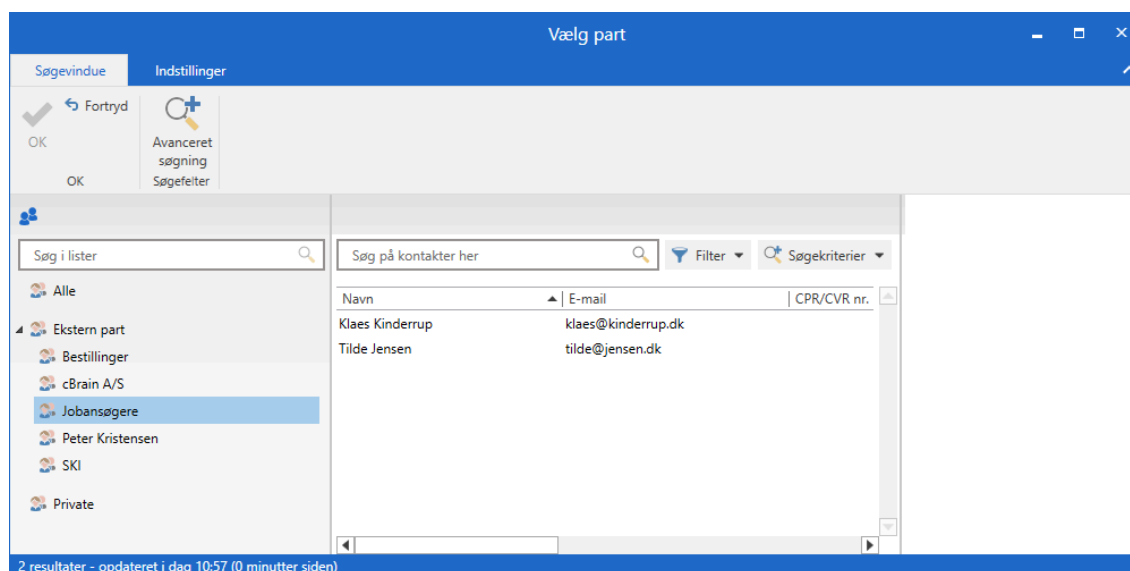 Vælg part
Søgevindue Indstillinger
OK Fortryd Avanceret søgning
OK Søgefelter
Søg i lister
Søg på kontakter her Filter Søgekriterier
Alle
Ekstern part
Bestillinger
cBrain A/S
Jobansøgere
Peter Kristensen
SKI
Private
Navn E-mail CPR/CVR nr.
Klaes Kinderrup klaes@kinderrup.dk
Tilde Jensen tilde@jensen.dk
2 resultater - opdateret i dag 10:57 (0 minutter siden)